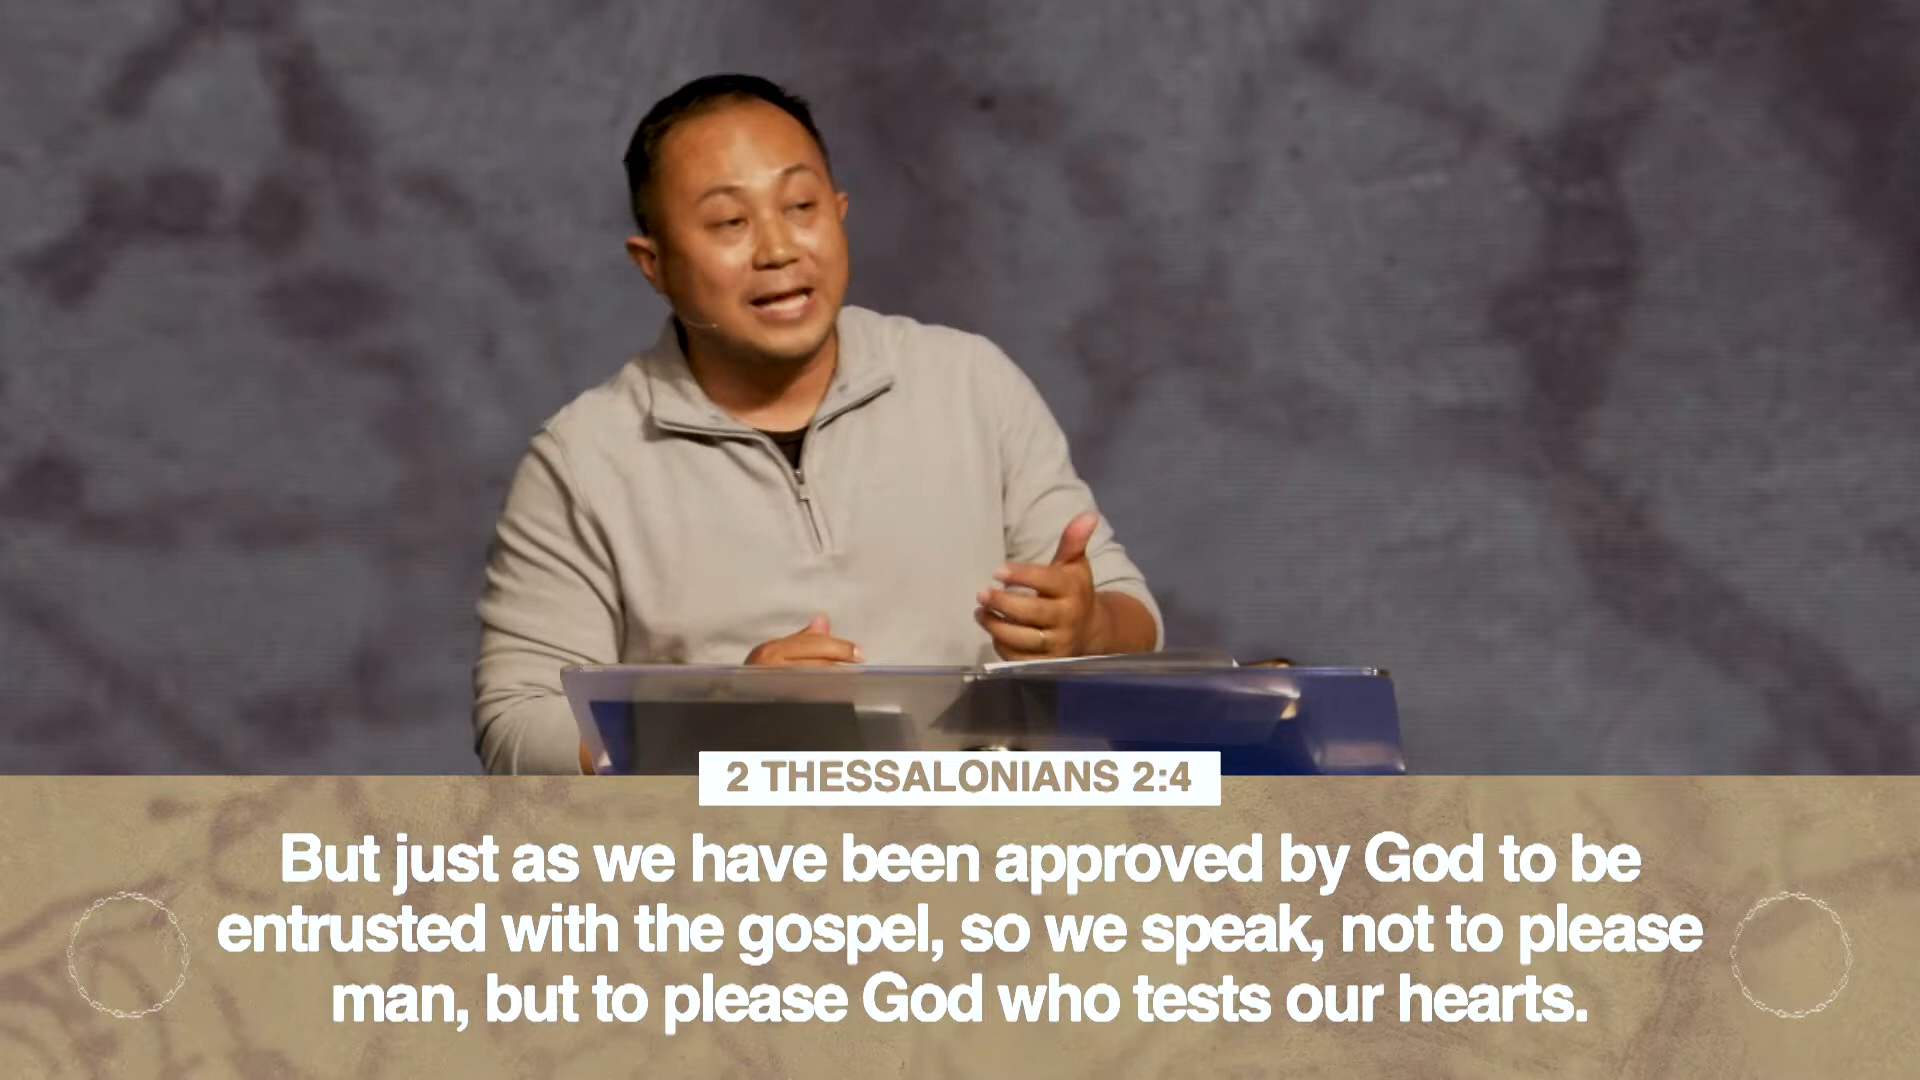 2 THESSALONIANS 2:4
But just as we have been approved by God to be
entrusted with the gospel, so we speak, not to please
man, but to please God who tests our hearts.